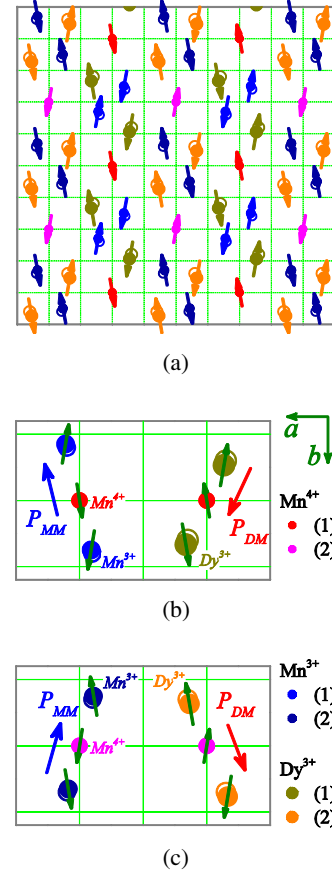 (a)
a
b
P_MM
Mn⁴⁺
Mn³⁺
Dy³⁺
P_DM
Mn⁴⁺
(1)
(2)
(b)
P_MM
Mn³⁺
Mn⁴⁺
Dy³⁺
P_DM
Mn³⁺
(1)
(2)
Dy³⁺
(1)
(2)
(c)